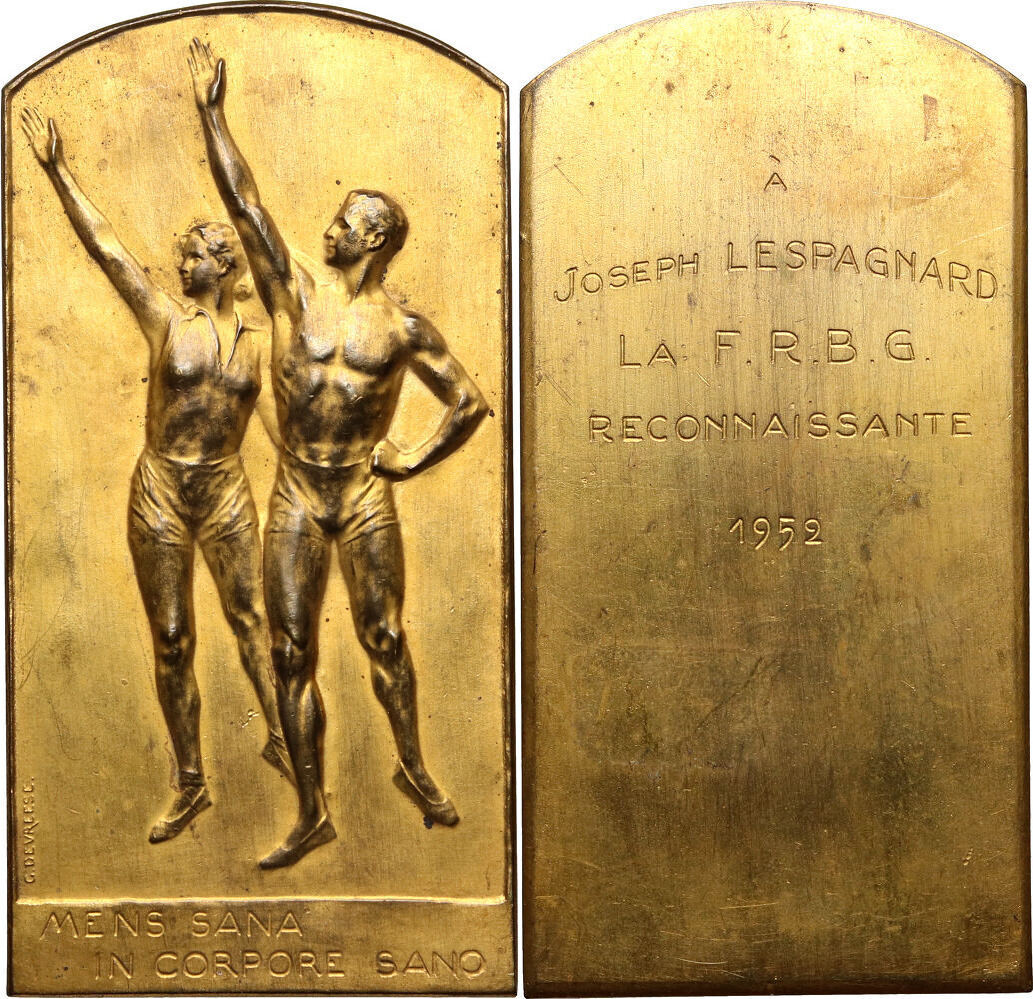 G. DEVREESE.
MENS SANA
IN CORPORE SANO
À
JOSEPH LESPAGNARD
LA F.R.B.G.
RECONNAISSANTE
1952